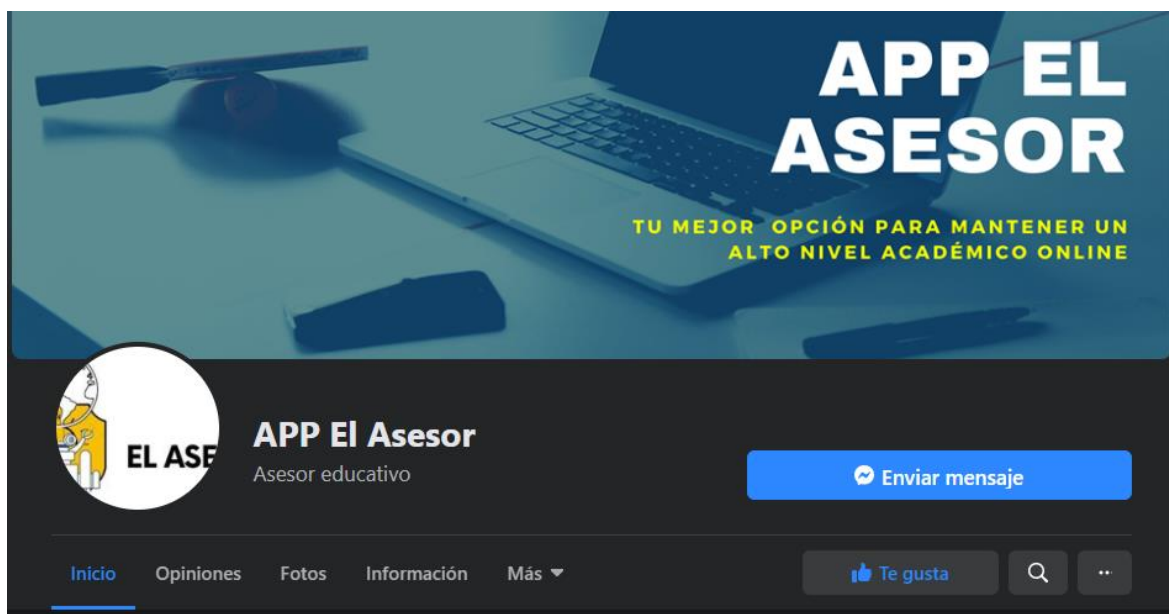 APP EL
ASESOR
TU MEJOR OPCIÓN PARA MANTENER UN
ALTO NIVEL ACADÉMICO ONLINE
EL ASE
APP El Asesor
Asesor educativo
Enviar mensaje
Inicio Opiniones Fotos Información Más Te gusta